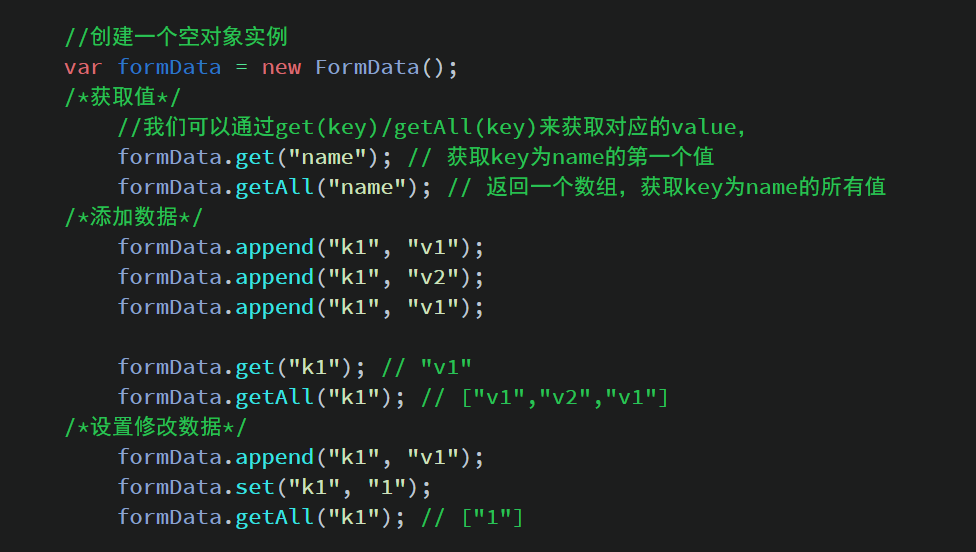 //创建一个空对象实例
var formData = new FormData();
/*获取值*/
//我们可以通过get(key)/getAll(key)来获取对应的value,
formData.get("name"); // 获取key为name的第一个值
formData.getAll("name"); // 返回一个数组，获取key为name的所有值
/*添加数据*/
formData.append("k1", "v1");
formData.append("k1", "v2");
formData.append("k1", "v1");
formData.get("k1"); // "v1"
formData.getAll("k1"); // ["v1","v2","v1"]
/*设置修改数据*/
formData.append("k1", "v1");
formData.set("k1", "1");
formData.getAll("k1"); // ["1"]